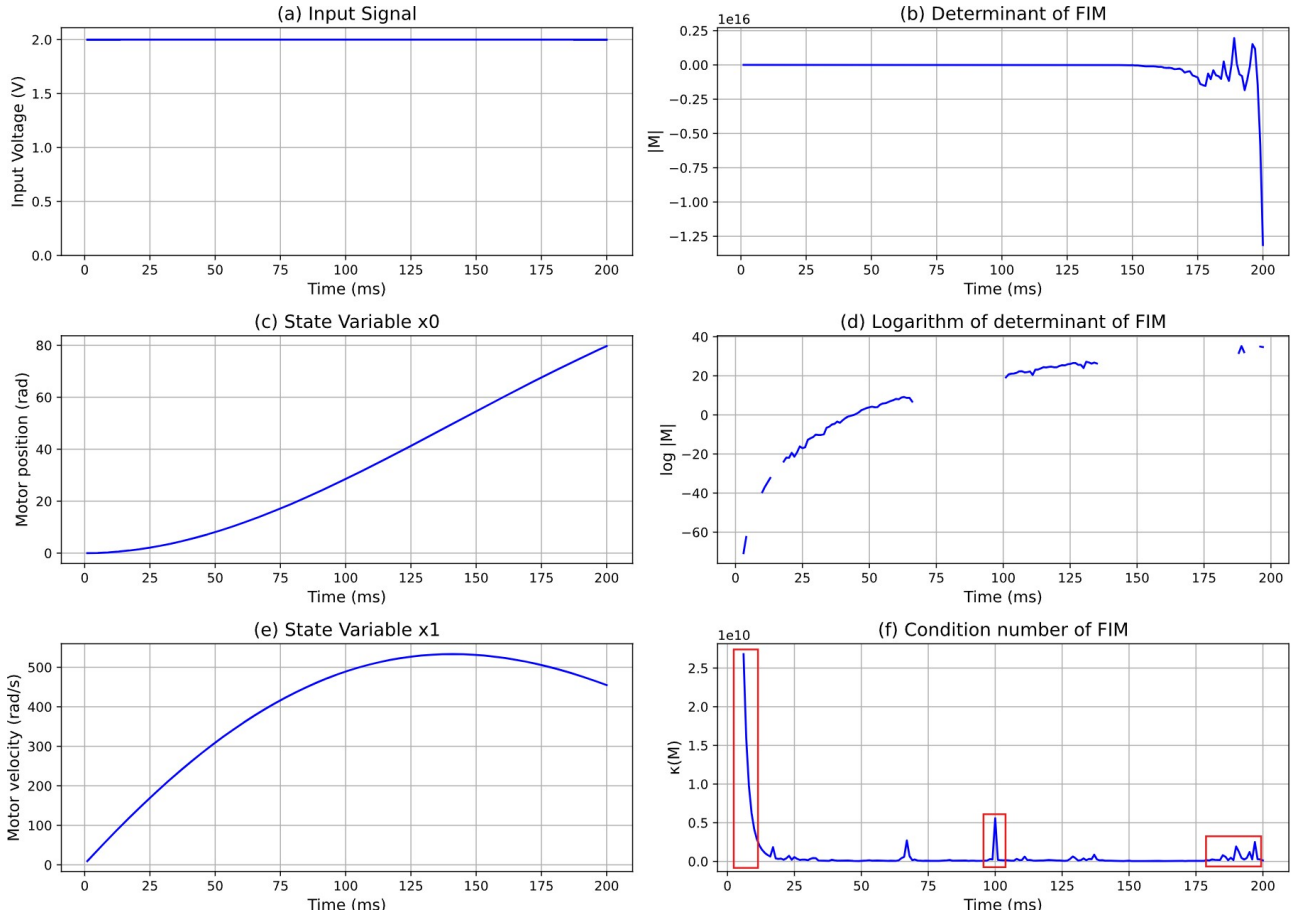 (a) Input Signal
Input Voltage (V)
2.0
1.5
1.0
0.5
0.0
0 25 50 75 100 125 150 175 200
Time (ms)
(b) Determinant of FIM
1e16
|M|
0.25
0.00
−0.25
−0.50
−0.75
−1.00
−1.25
0 25 50 75 100 125 150 175 200
Time (ms)
(c) State Variable x0
Motor position (rad)
80
60
40
20
0
0 25 50 75 100 125 150 175 200
Time (ms)
(d) Logarithm of determinant of FIM
log |M|
40
20
0
−20
−40
−60
0 25 50 75 100 125 150 175 200
Time (ms)
(e) State Variable x1
Motor velocity (rad/s)
500
400
300
200
100
0
0 25 50 75 100 125 150 175 200
Time (ms)
(f) Condition number of FIM
1e10
κ(M)
2.5
2.0
1.5
1.0
0.5
0.0
0 25 50 75 100 125 150 175 200
Time (ms)